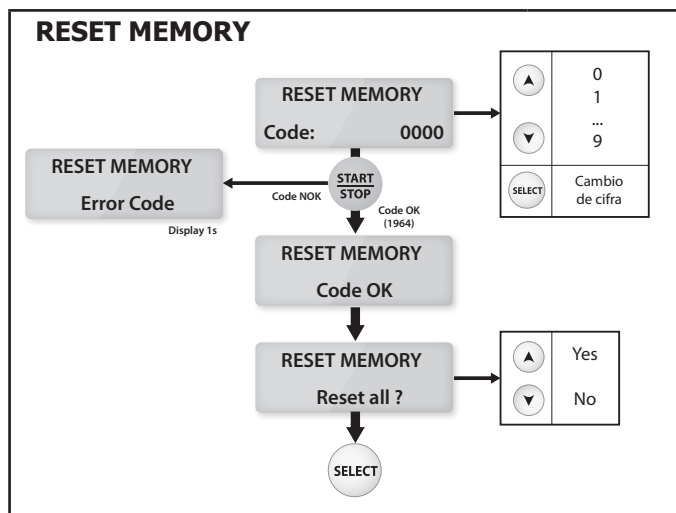 RESET MEMORY
RESET MEMORY
Code: 0000
0
1
...
9
SELECT
Cambio
de cifra
START
STOP
RESET MEMORY
Error Code
Display 1s
Code NOK
Code OK
(1964)
RESET MEMORY
Code OK
RESET MEMORY
Reset all ?
Yes
No
SELECT